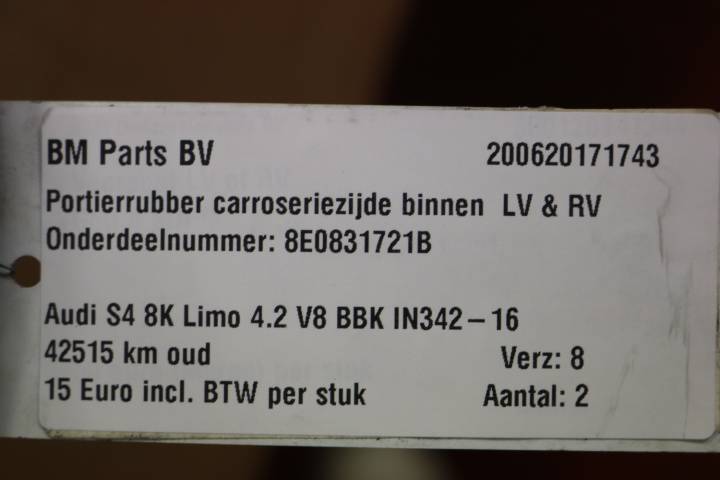 BM Parts BV 200620171743
Portierrubber carroseriezijde binnen LV & RV
Onderdeelnummer: 8E0831721B
Audi S4 8K Limo 4.2 V8 BBK IN342-16
42515 km oud Verz: 8
15 Euro incl. BTW per stuk Aantal: 2